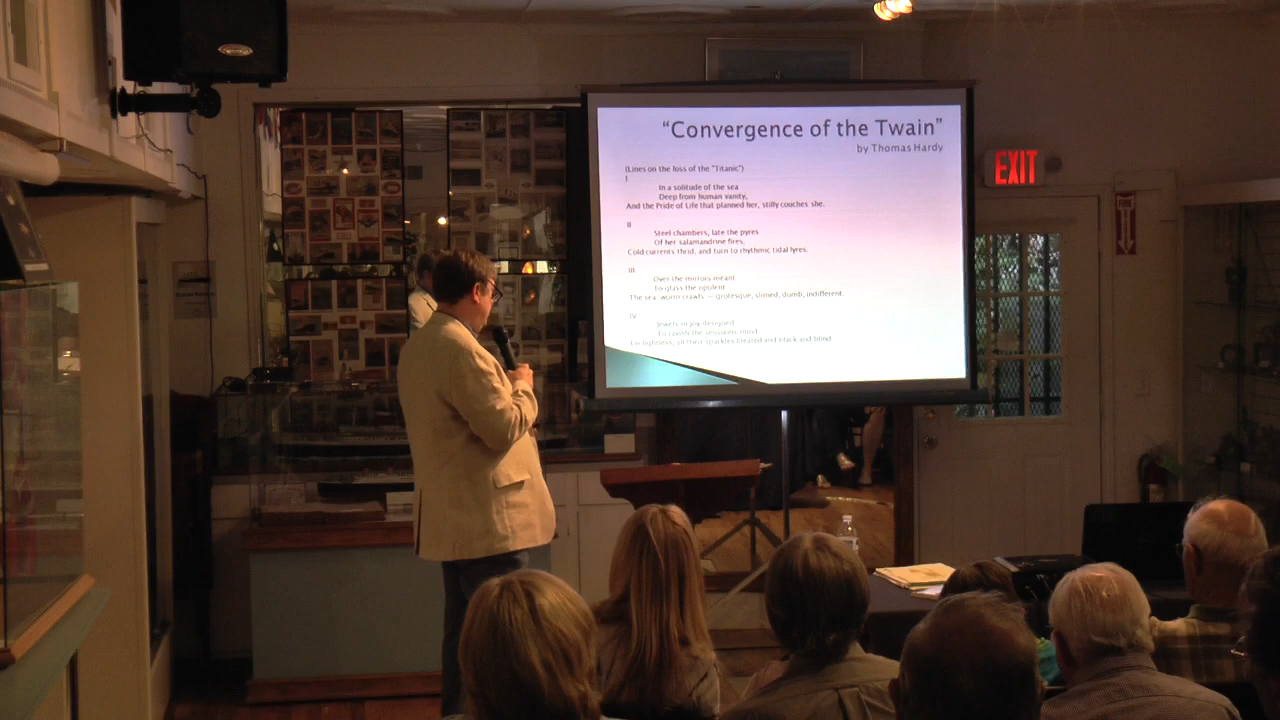 "Convergence of the Twain"
by Thomas Hardy
(Lines on the loss of the "Titanic")
I
In a solitude of the sea
Deep from human vanity,
And the Pride of Life that planned her, stilly couches she.
II
Steel chambers, late the pyres
Of her salamandrine fires,
Cold currents thrid, and turn to rhythmic tidal lyres.
III
Over the mirrors meant
To glass the opulent
The sea-worm crawls — grotesque, slimed, dumb, indifferent.
IV
Jewels in joy designed
To ravish the sensuous mind
Lie lightless, all their sparkles bleared and black and blind.
EXIT
FIRE